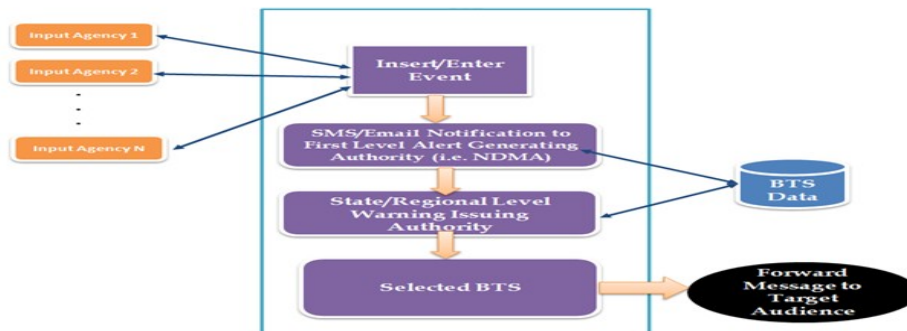 Input Agency 1
Input Agency 2
Input Agency N
Insert/Enter
Event
SMS/Email Notification to
First Level Alert Generating
Authority (i.e. NDMA)
State/Regional Level
Warning Issuing
Authority
Selected BTS
BTS
Data
Forward
Message to
Target
Audience